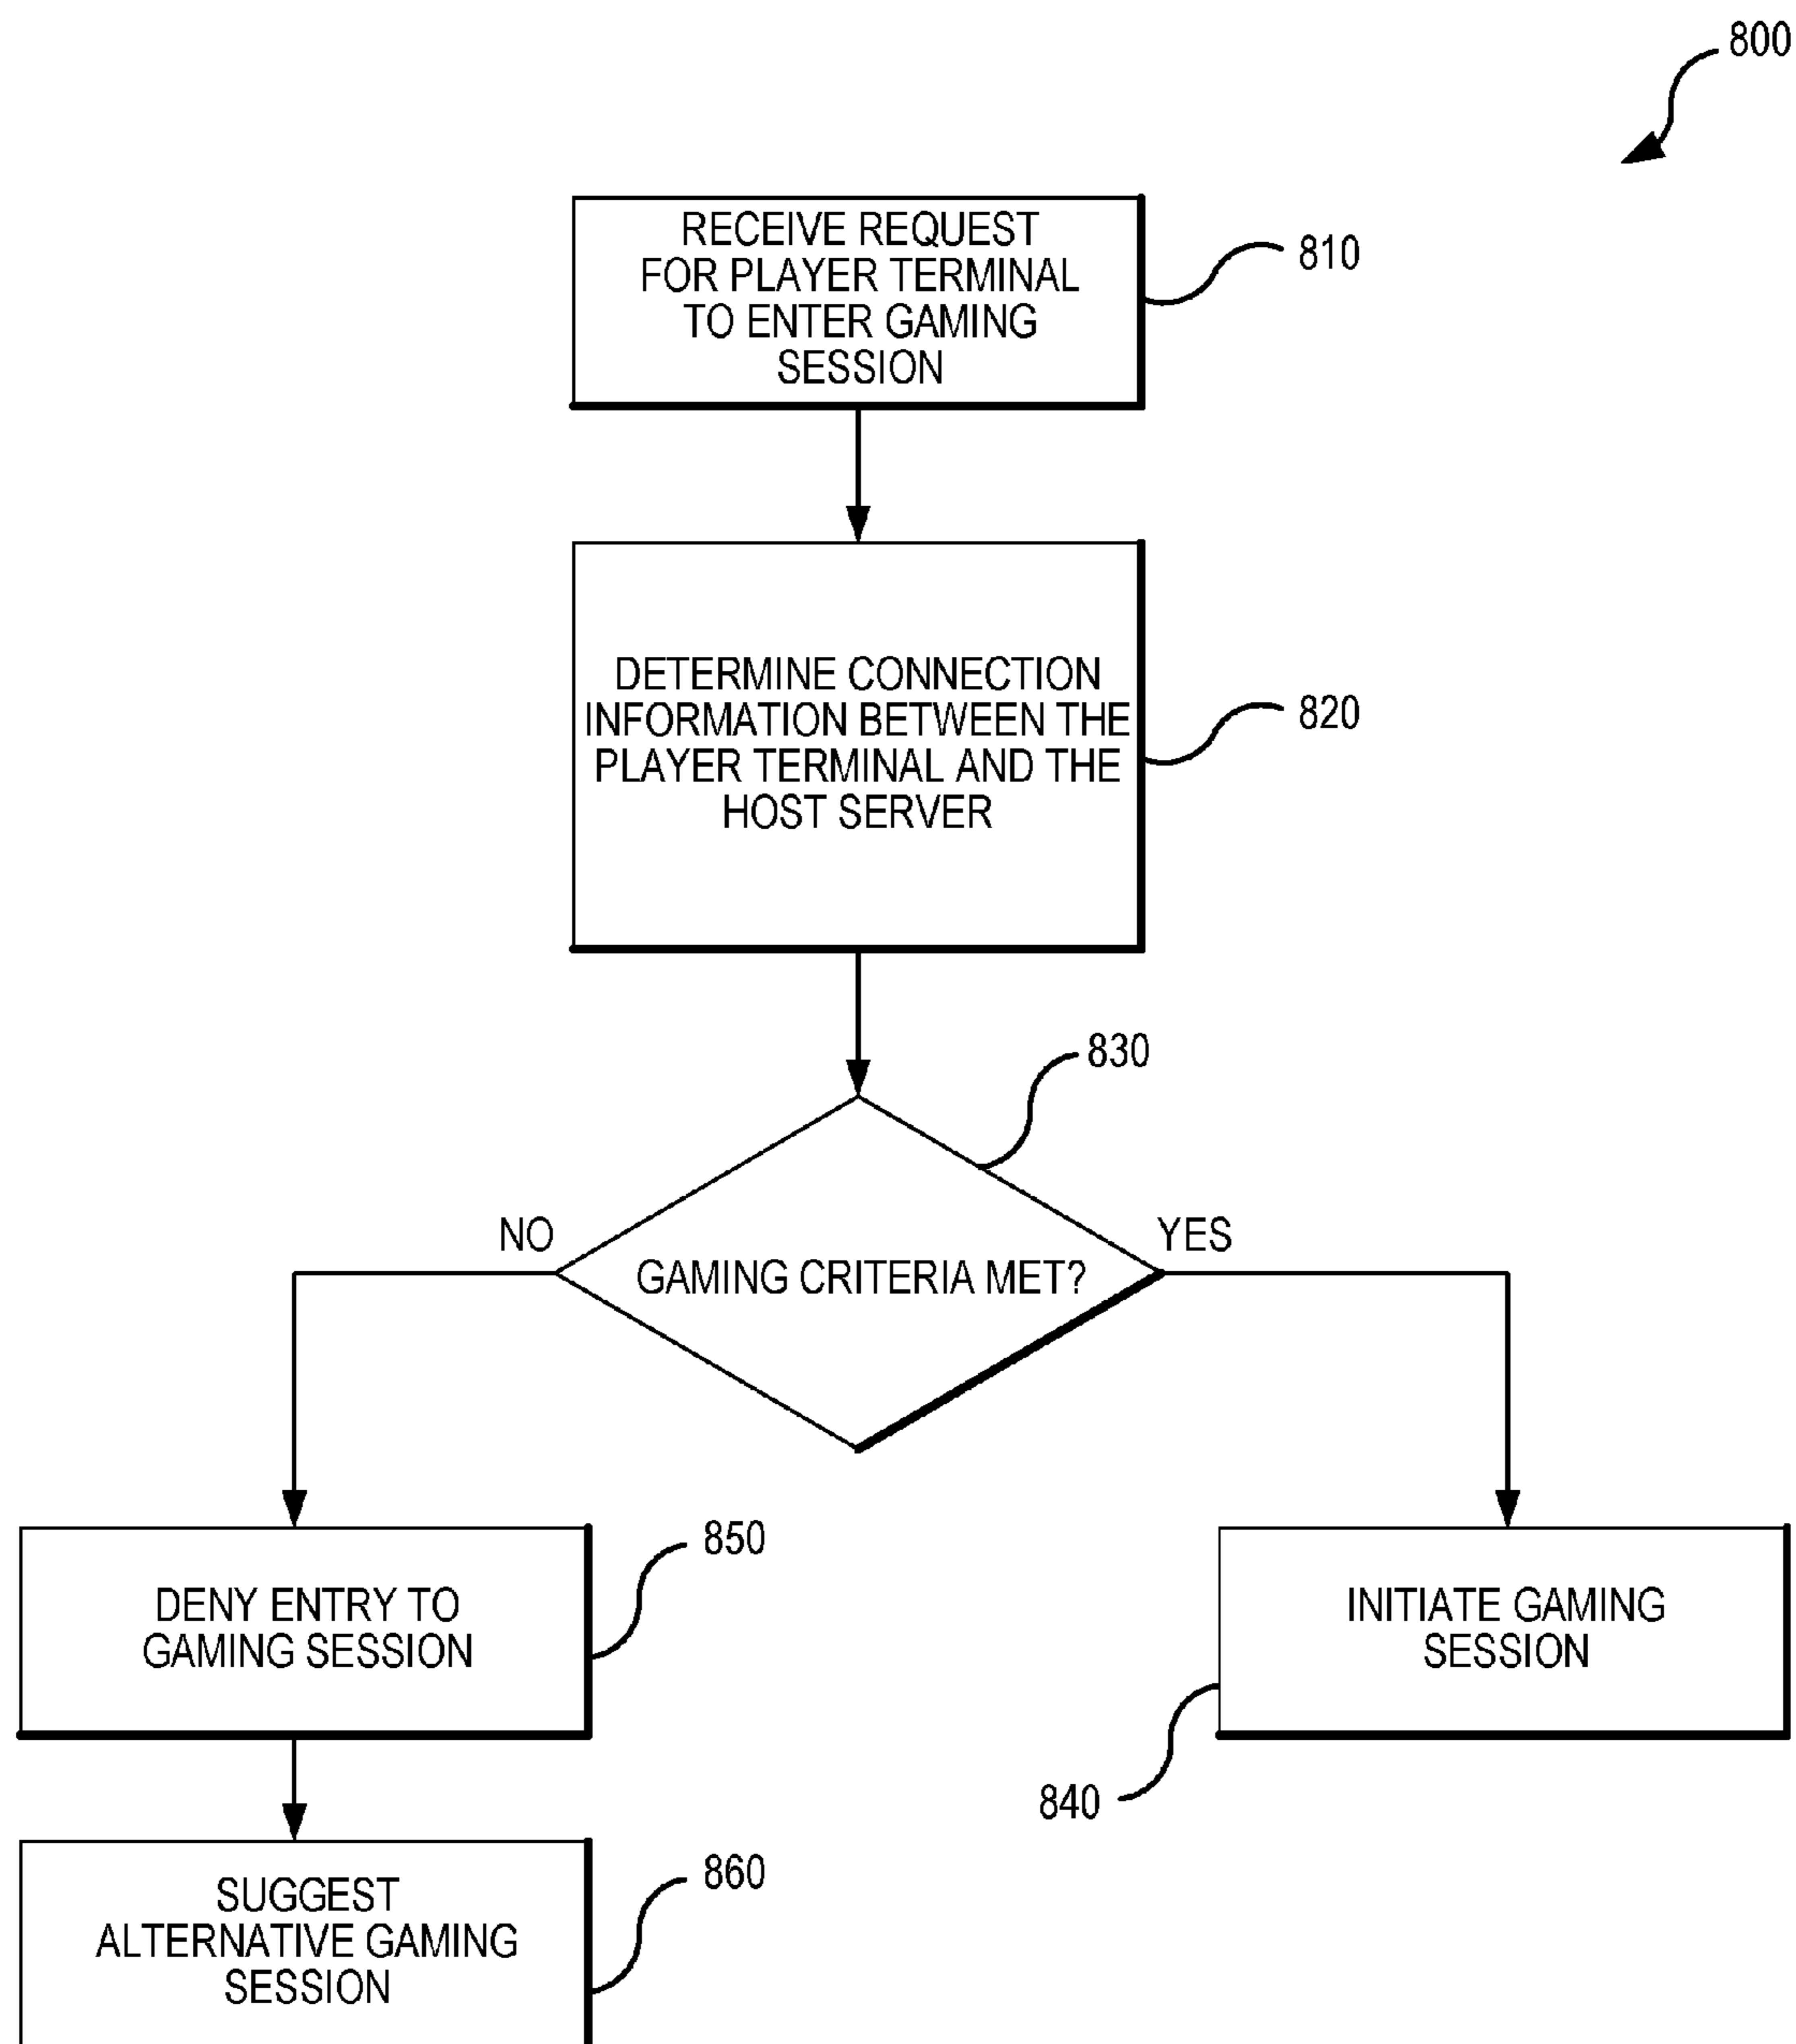 800
RECEIVE REQUEST
FOR PLAYER TERMINAL
TO ENTER GAMING
SESSION
810
DETERMINE CONNECTION
INFORMATION BETWEEN THE
PLAYER TERMINAL AND THE
HOST SERVER
820
830
NO
YES
GAMING CRITERIA MET?
850
DENY ENTRY TO
GAMING SESSION
INITIATE GAMING
SESSION
840
860
SUGGEST
ALTERNATIVE GAMING
SESSION